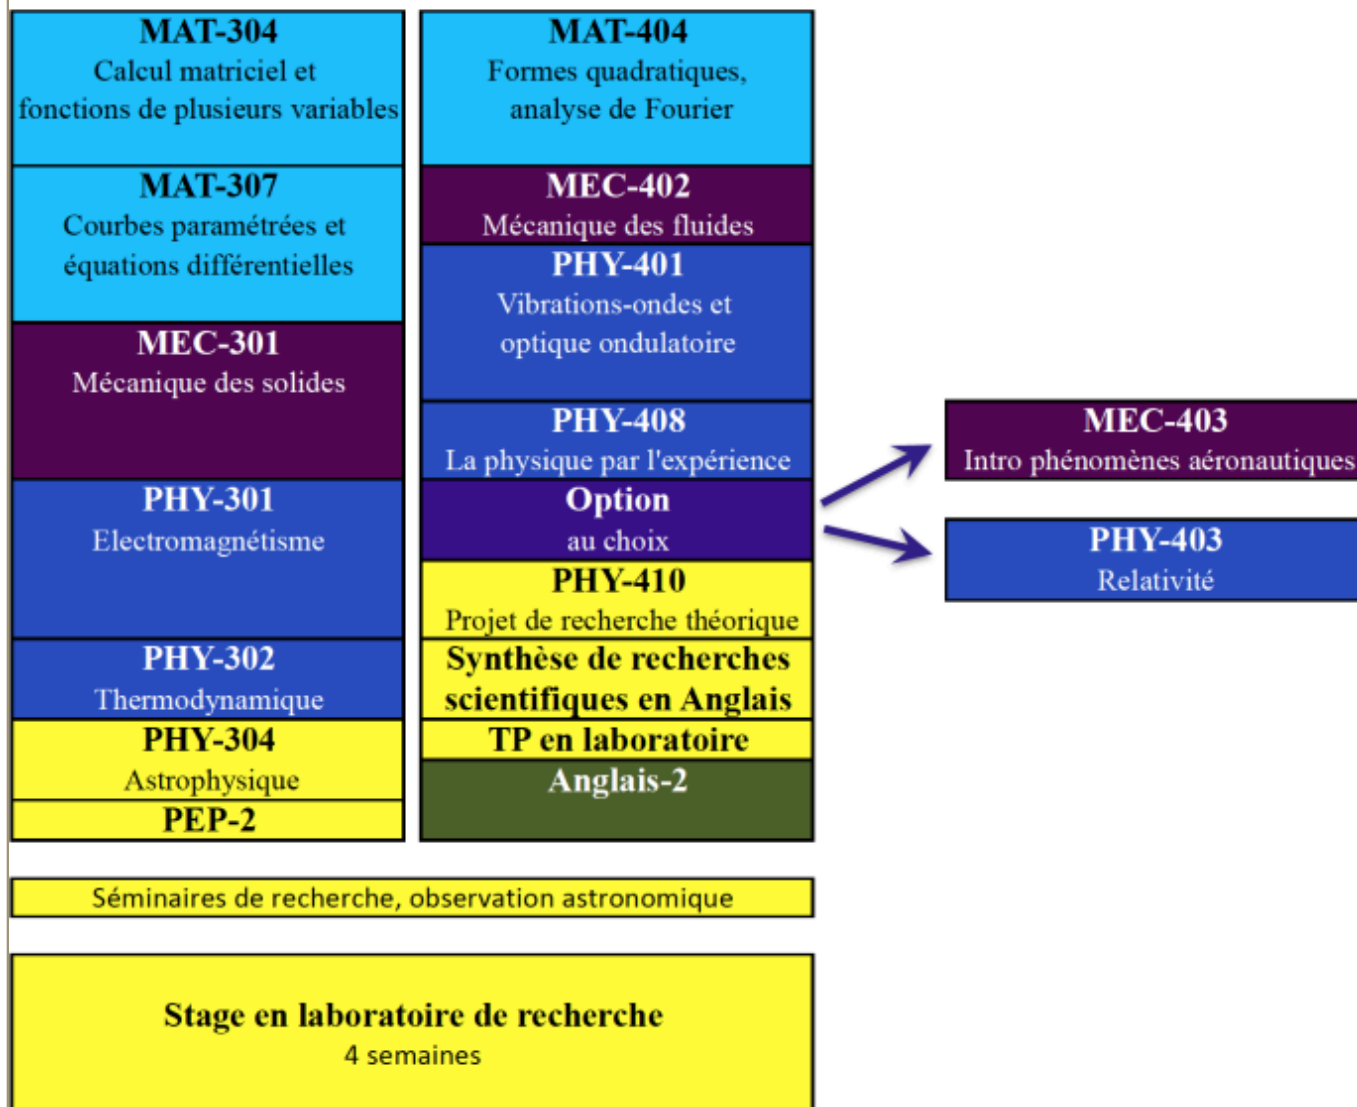 MAT-304
Calcul matriciel et
fonctions de plusieurs variables
MAT-307
Courbes paramétrées et
équations différentielles
MEC-301
Mécanique des solides
PHY-301
Electromagnétisme
PHY-302
Thermodynamique
PHY-304
Astrophysique
PEP-2
MAT-404
Formes quadratiques,
analyse de Fourier
MEC-402
Mécanique des fluides
PHY-401
Vibrations-ondes et
optique ondulatoire
PHY-408
La physique par l'expérience
Option
au choix
PHY-410
Projet de recherche théorique
Synthèse de recherches
scientifiques en Anglais
TP en laboratoire
Anglais-2
MEC-403
Intro phénomènes aéronautiques
PHY-403
Relativité
Séminaires de recherche, observation astronomique
Stage en laboratoire de recherche
4 semaines